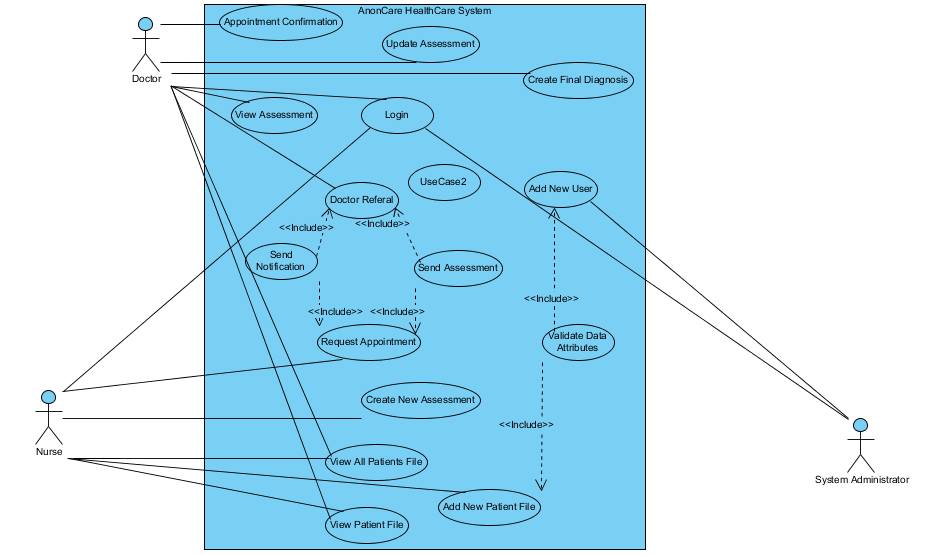 AnonCare HealthCare System
Appointment Confirmation
Update Assessment
Doctor
Create Final Diagnosis
View Assessment
Login
UseCase2
Add New User
Doctor Referal
<<Include>>
<<Include>>
Send
Notification
Send Assessment
<<Include>>
<<Include>>
<<Include>>
Request Appointment
Validate Data
Attributes
Create New Assessment
<<Include>>
Nurse
View All Patients File
System Administrator
Add New Patient File
View Patient File